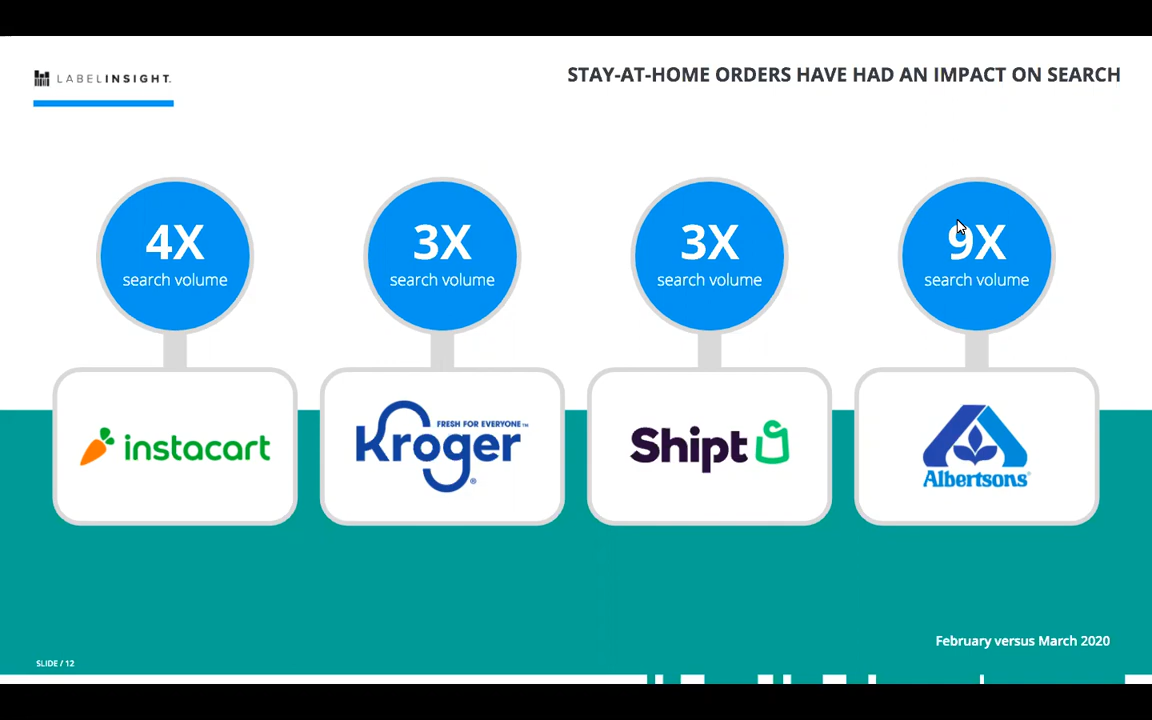 LABELINSIGHT.
STAY-AT-HOME ORDERS HAVE HAD AN IMPACT ON SEARCH
4X
search volume
3X
search volume
3X
search volume
9X
search volume
instacart
FRESH FOR EVERYONE™
Kroger®
Shipt
Albertsons®
February versus March 2020
SLIDE / 12